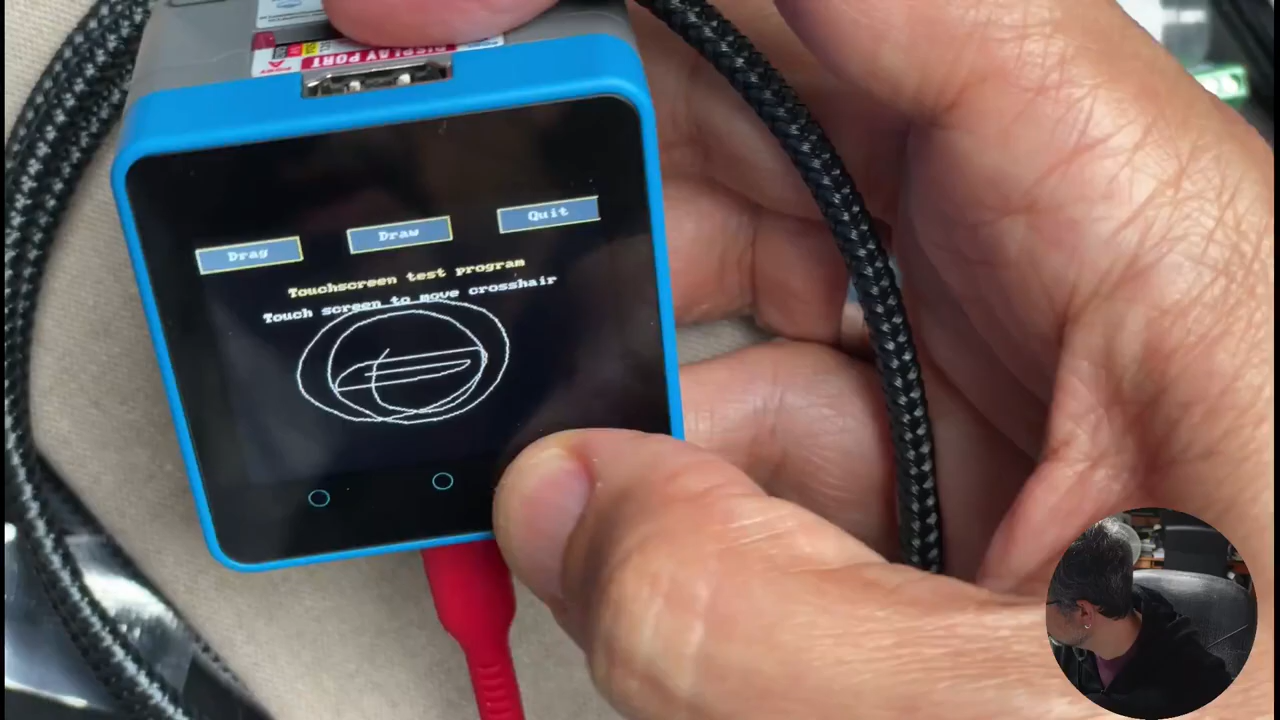 DISPLAY PORT
Drag
Draw
Quit
Touchscreen test program
Touch screen to move crosshair